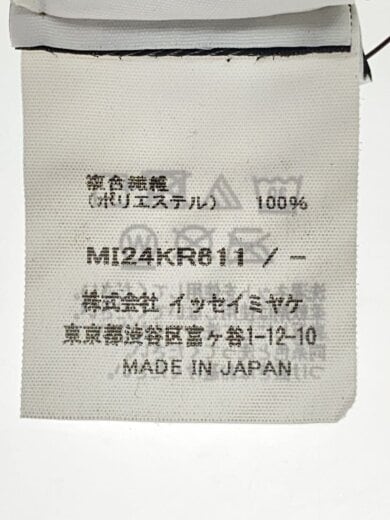 複合繊維
(ポリエステル) 100%
MI24KR611 / −
株式会社 イッセイミヤケ
東京都渋谷区富ヶ谷1-12-10
MADE IN JAPAN